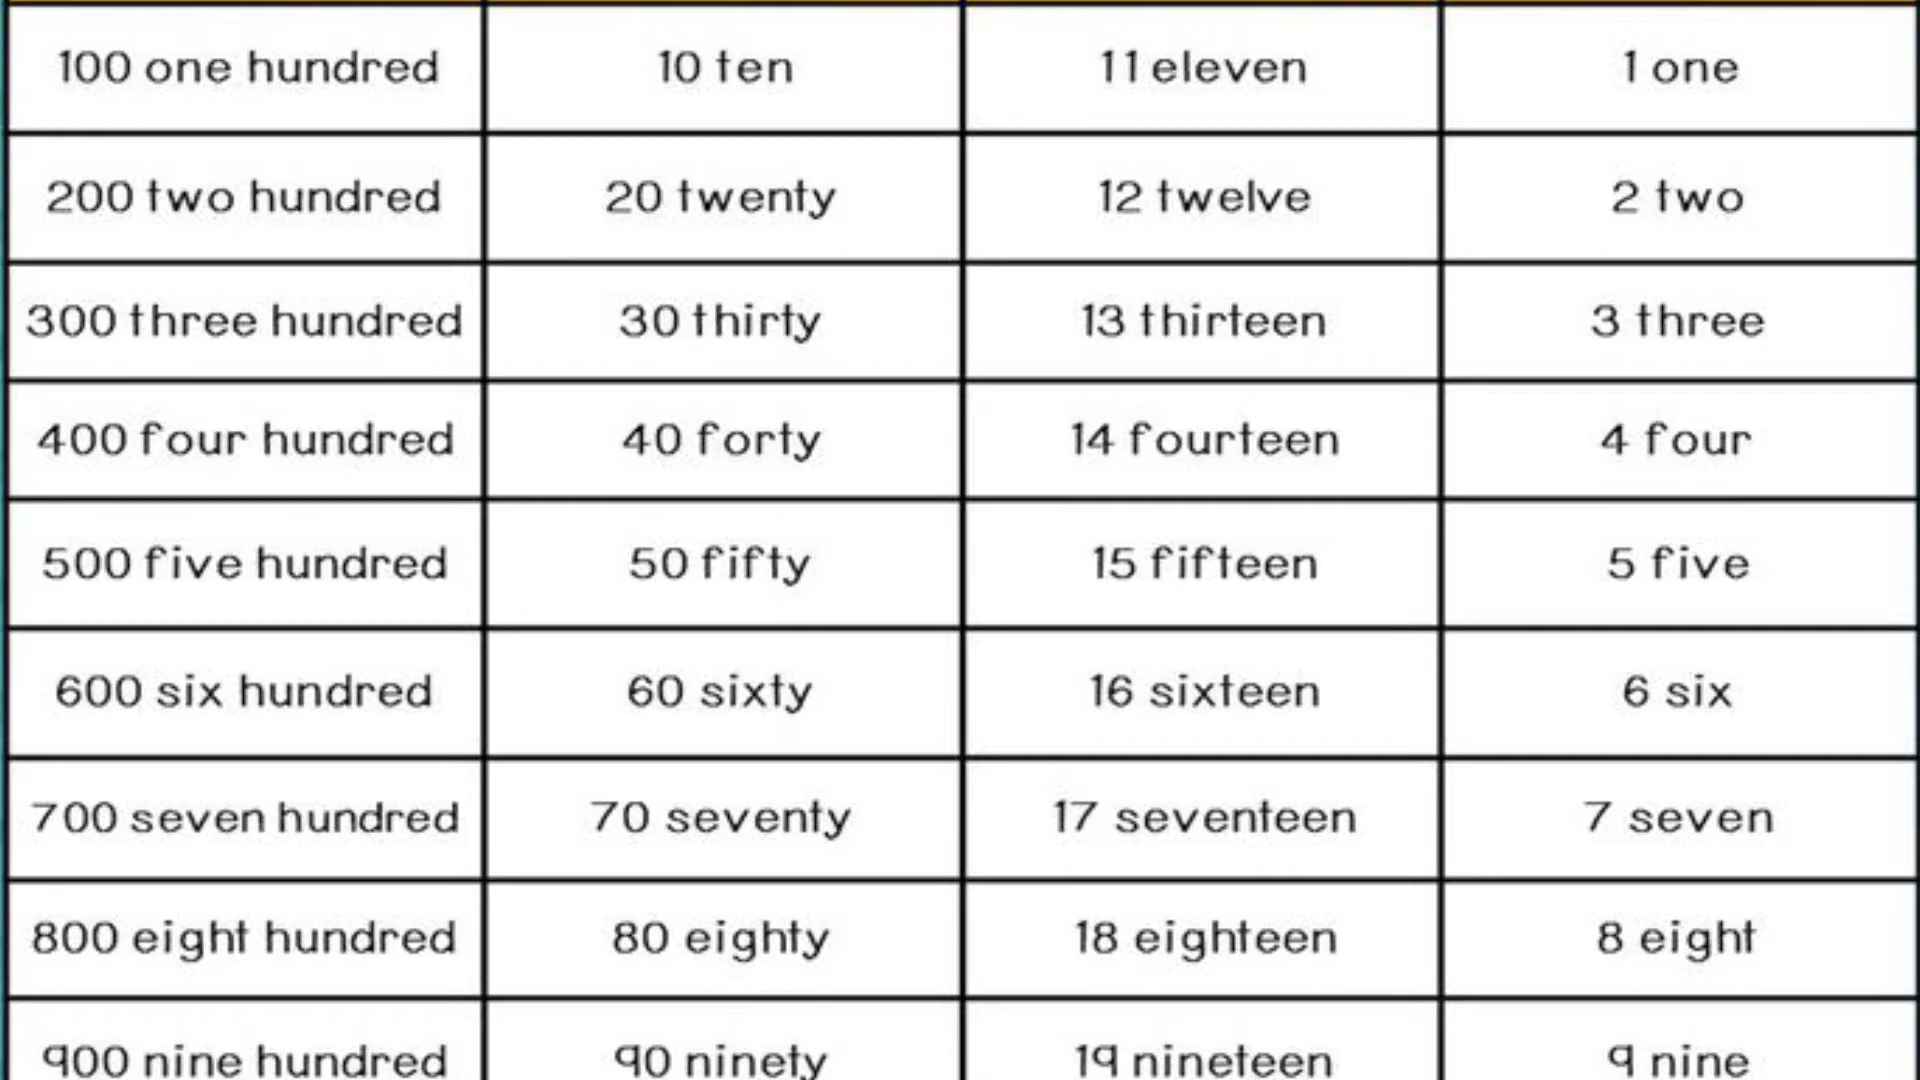 100 one hundred 10 ten 11 eleven 1 one
200 two hundred 20 twenty 12 twelve 2 two
300 three hundred 30 thirty 13 thirteen 3 three
400 four hundred 40 forty 14 fourteen 4 four
500 five hundred 50 fifty 15 fifteen 5 five
600 six hundred 60 sixty 16 sixteen 6 six
700 seven hundred 70 seventy 17 seventeen 7 seven
800 eight hundred 80 eighty 18 eighteen 8 eight
900 nine hundred 90 ninety 19 nineteen 9 nine